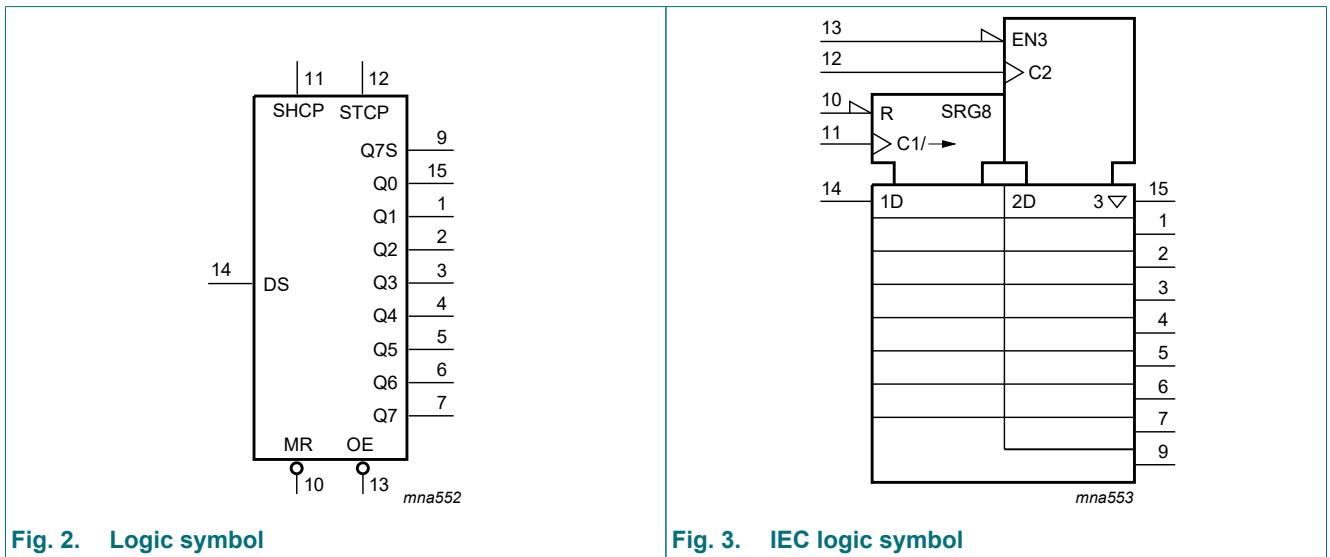 11 12
SHCP STCP
Q7S 9
Q0 15
Q1 1
Q2 2
14 DS Q3 3
Q4 4
Q5 5
Q6 6
Q7 7
MR OE
10 13
mna552
Fig. 2. Logic symbol
13 EN3
12 C2
10 R SRG8
11 C1/
14 1D 2D 3 15
1
2
3
4
5
6
7
9
mna553
Fig. 3. IEC logic symbol